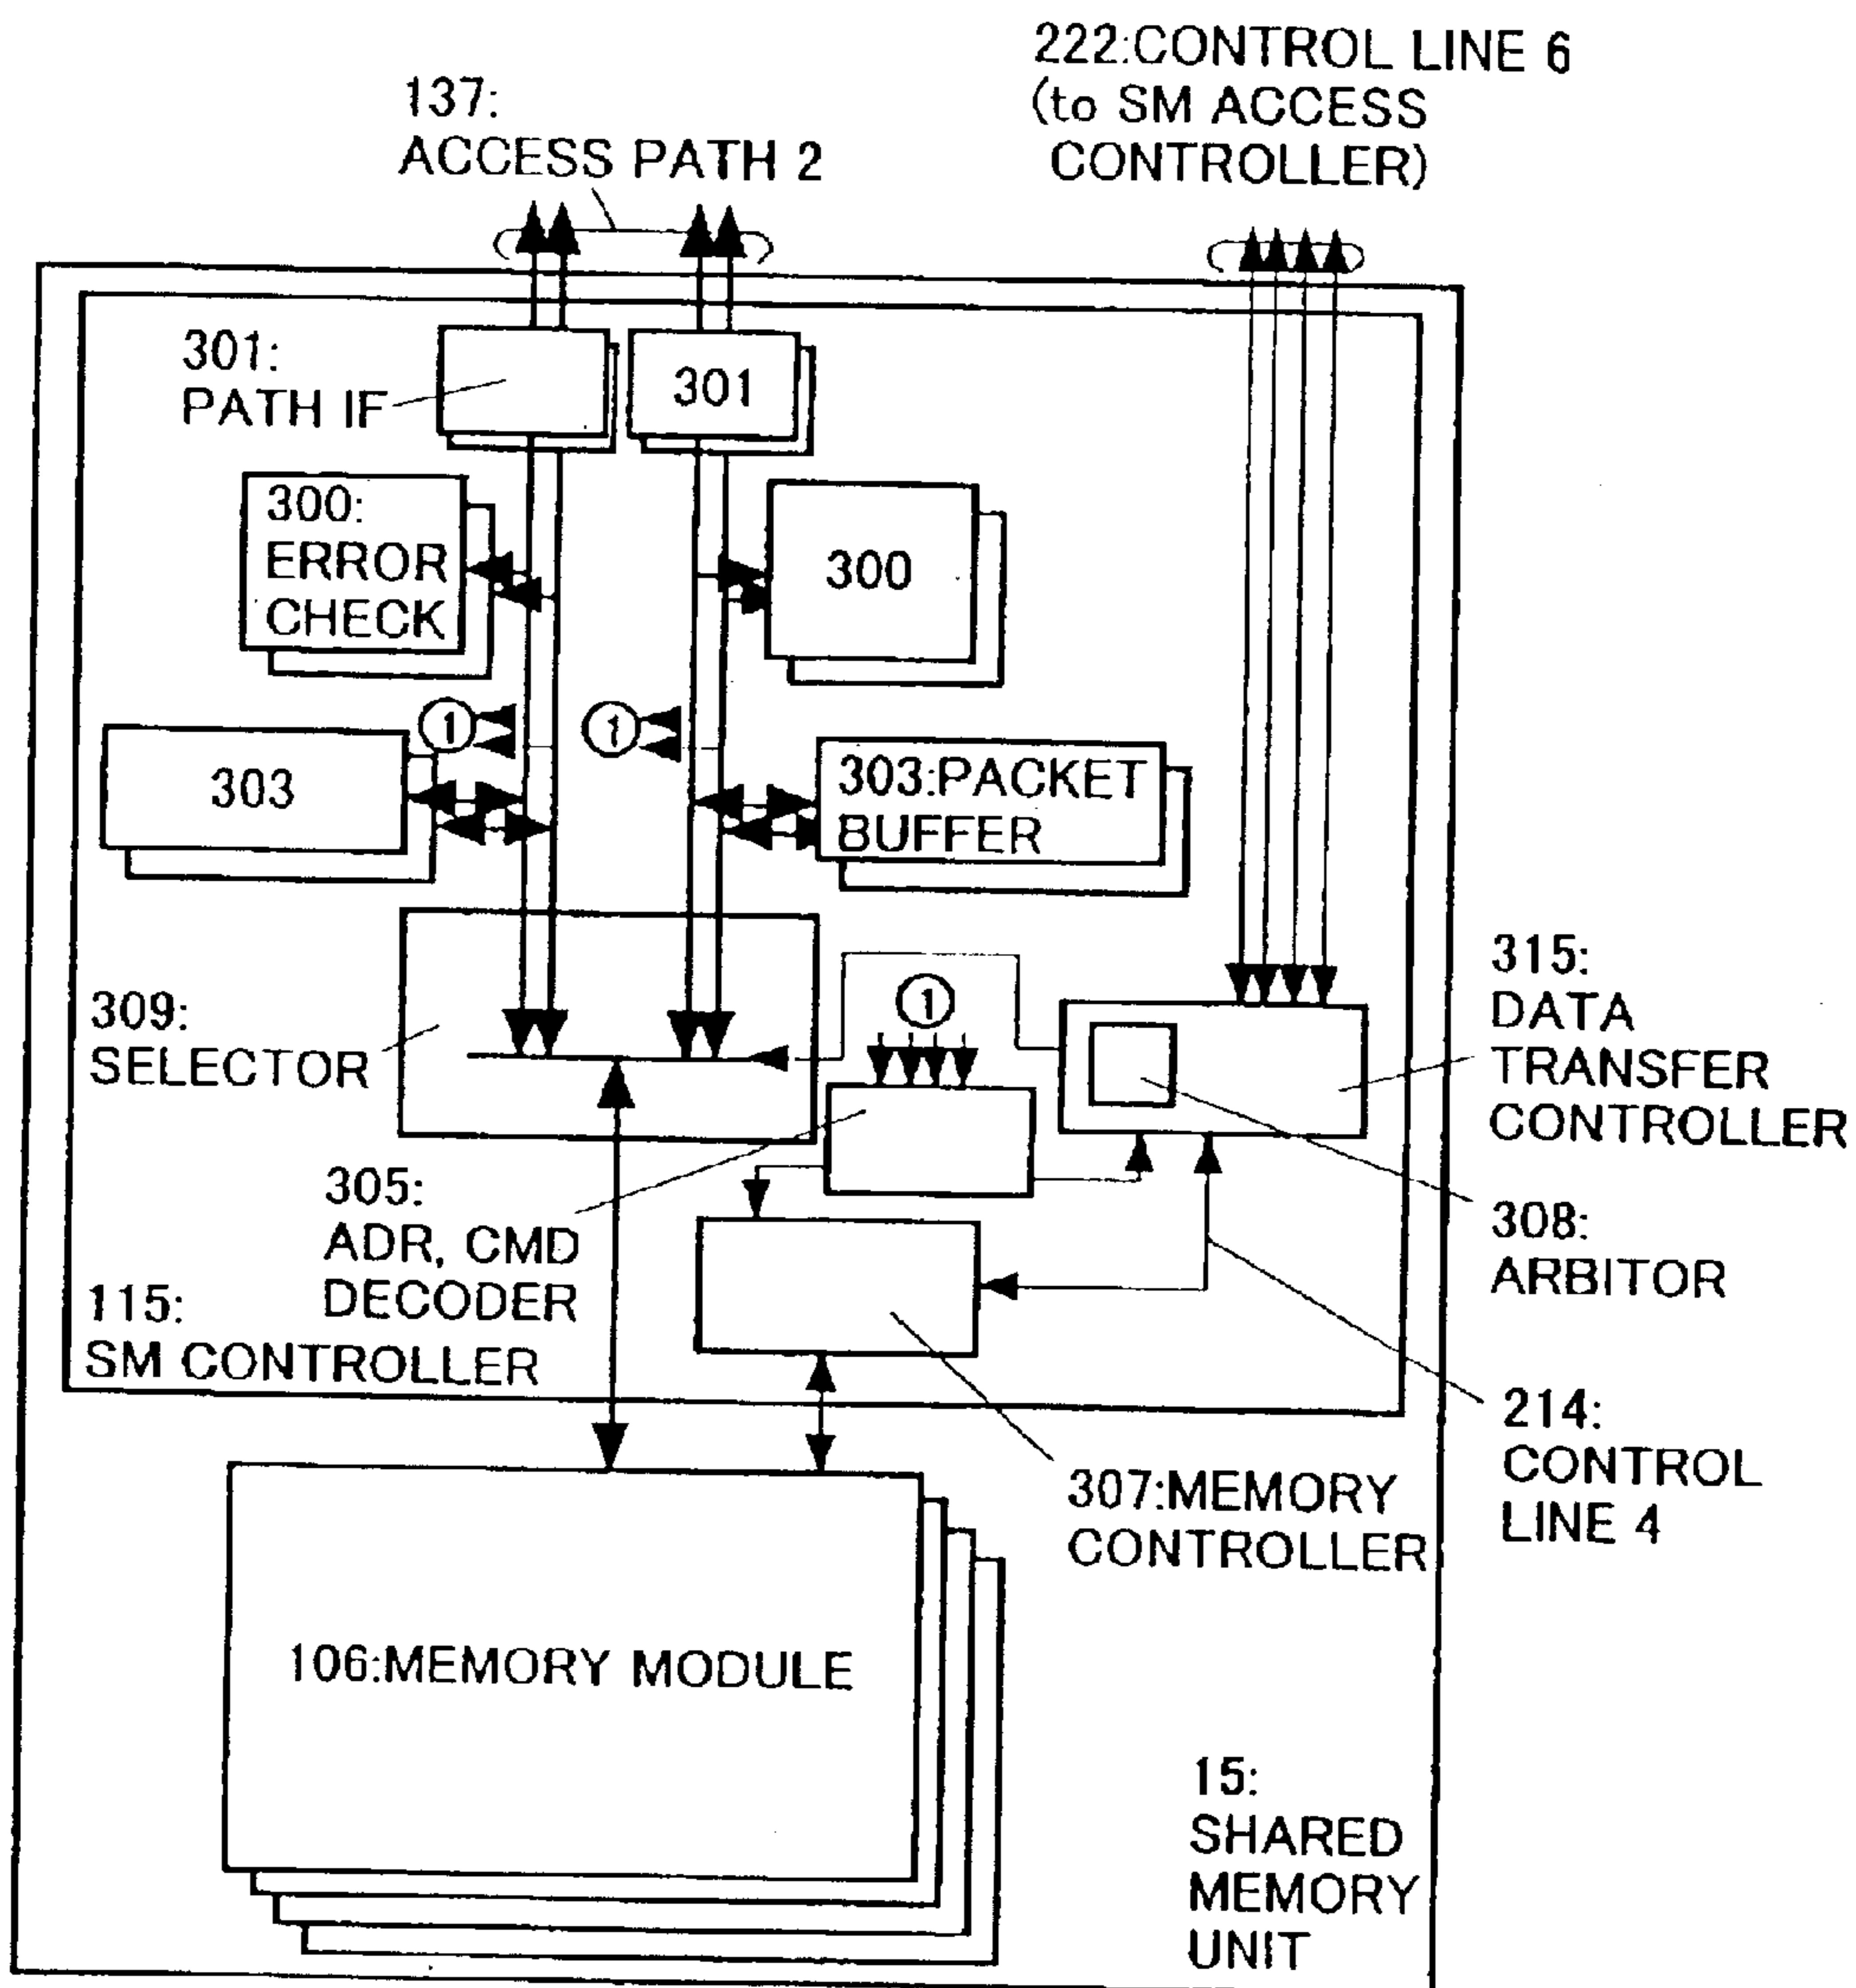 222:CONTROL LINE 6
(to SM ACCESS
CONTROLLER)
137:
ACCESS PATH 2
301:
PATH IF
301
300:
ERROR
CHECK
300
1
1
303
303:PACKET
BUFFER
309:
SELECTOR
1
315:
DATA
TRANSFER
CONTROLLER
305:
ADR, CMD
DECODER
308:
ARBITOR
115:
SM CONTROLLER
214:
CONTROL
LINE 4
307:MEMORY
CONTROLLER
106:MEMORY MODULE
15:
SHARED
MEMORY
UNIT